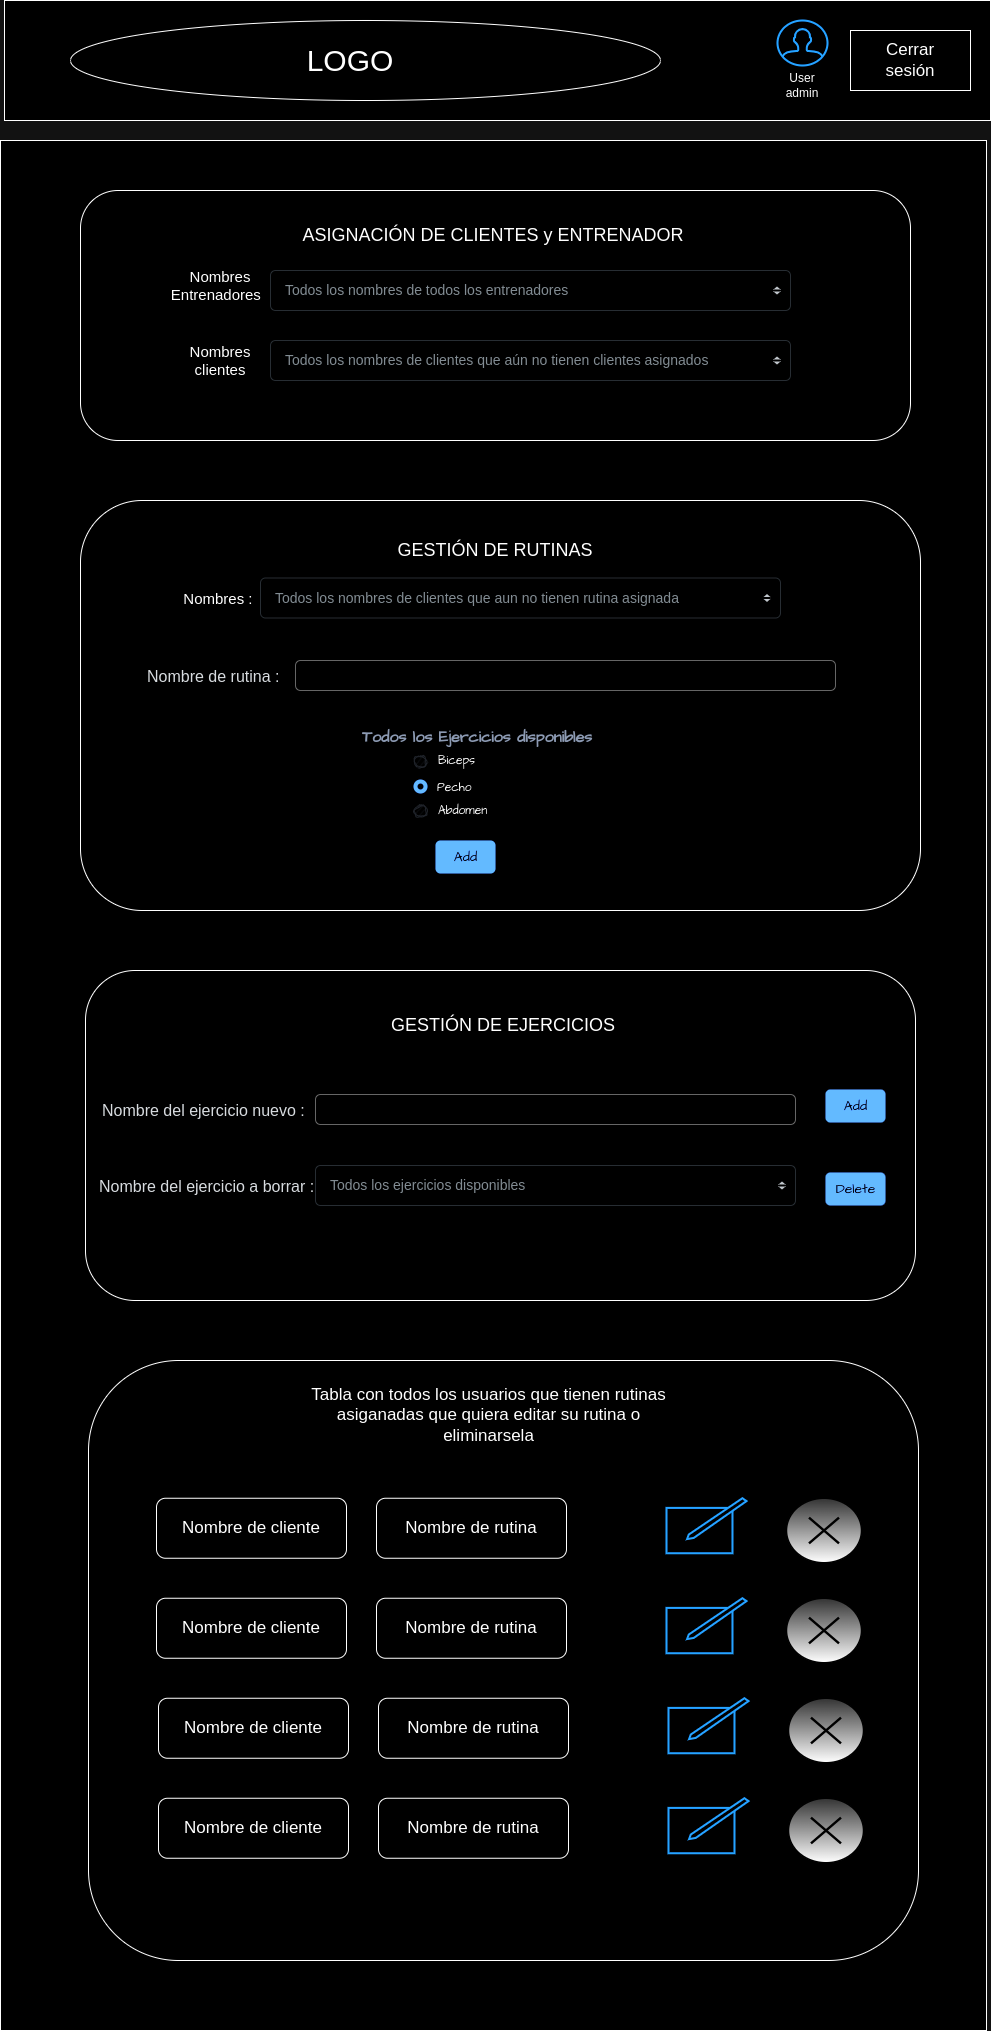 LOGO
User
admin
Cerrar
sesión
ASIGNACIÓN DE CLIENTES y ENTRENADOR
Nombres
Entrenadores
Todos los nombres de todos los entrenadores
Nombres
clientes
Todos los nombres de clientes que aún no tienen clientes asignados
GESTIÓN DE RUTINAS
Nombres :
Todos los nombres de clientes que aun no tienen rutina asignada
Nombre de rutina :
Todos los Ejercicios disponibles
Biceps
Pecho
Abdomen
Add
GESTIÓN DE EJERCICIOS
Nombre del ejercicio nuevo :
Add
Nombre del ejercicio a borrar :
Todos los ejercicios disponibles
Delete
Tabla con todos los usuarios que tienen rutinas
asiganadas que quiera editar su rutina o
eliminarsela
Nombre de cliente
Nombre de rutina
Nombre de cliente
Nombre de rutina
Nombre de cliente
Nombre de rutina
Nombre de cliente
Nombre de rutina